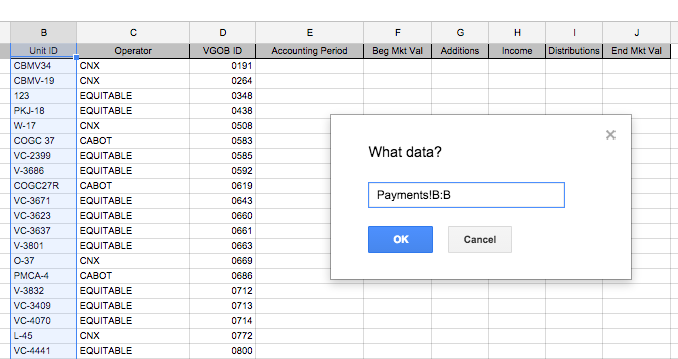 B C D E F G H I J
Unit ID Operator VGOB ID Accounting Period Beg Mkt Val Additions Income Distributions End Mkt Val
CBMV34 CNX 0191
CBMV-19 CNX 0264
123 EQUITABLE 0348
PKJ-18 EQUITABLE 0438
W-17 CNX 0508
COGC 37 CABOT 0583
VC-2399 EQUITABLE 0585
V-3686 EQUITABLE 0592
COGC27R CABOT 0619
VC-3671 EQUITABLE 0643
VC-3623 EQUITABLE 0660
VC-3637 EQUITABLE 0661
V-3801 EQUITABLE 0663
O-37 CNX 0669
PMCA-4 CABOT 0686
V-3832 EQUITABLE 0712
VC-3409 EQUITABLE 0713
VC-4070 EQUITABLE 0714
L-45 CNX 0772
VC-4441 EQUITABLE 0800
What data?
Payments!B:B
OK Cancel